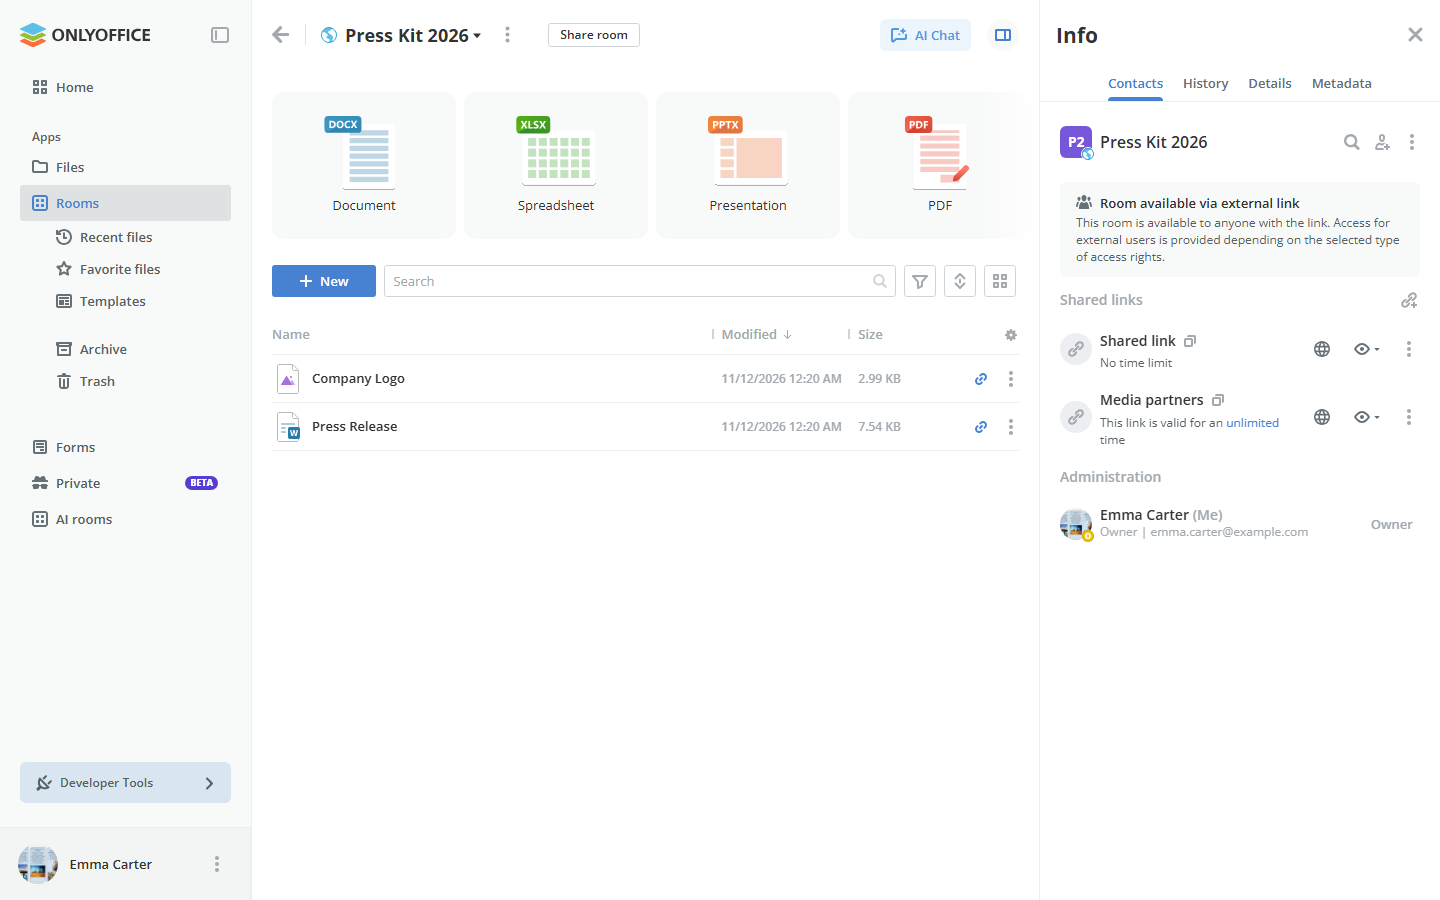 ONLYOFFICE
Home
Apps
Files
Rooms
Recent files
Favorite files
Templates
Archive
Trash
Forms
Private
BETA
AI rooms
Developer Tools
Emma Carter
Press Kit 2026
Share room
AI Chat
DOCX
Document
XLSX
Spreadsheet
PPTX
Presentation
PDF
PDF
New
Search
Name
Modified
Size
Company Logo
11/12/2026 12:20 AM
2.99 KB
W
Press Release
11/12/2026 12:20 AM
7.54 KB
Info
Contacts
History
Details
Metadata
P2
Press Kit 2026
Room available via external link
This room is available to anyone with the link. Access for
external users is provided depending on the selected type
of access rights.
Shared links
Shared link
No time limit
Media partners
This link is valid for an unlimited
time
Administration
Emma Carter (Me)
Owner | emma.carter@example.com
Owner